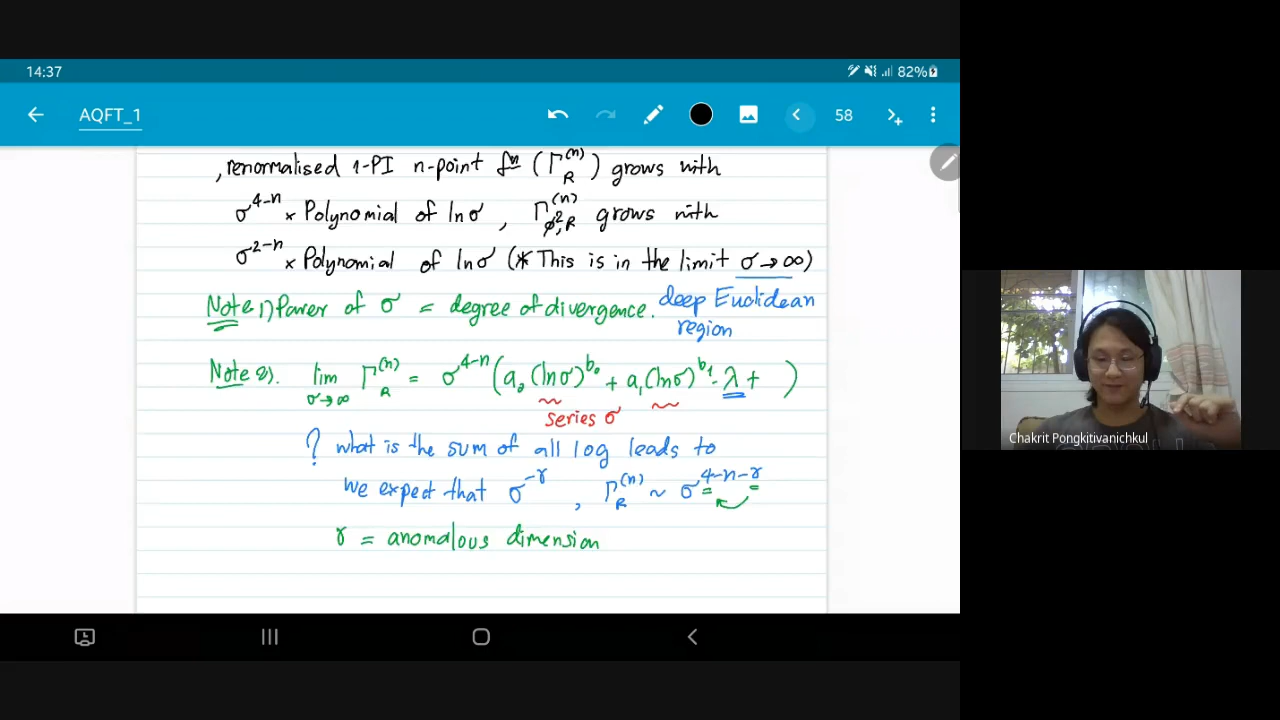 14:37
82%
AQFT_1
58
, renormalised 1-PI n-point fⁿ (Γ_R^(n)) grows with
σ^{4-n} × Polynomial of ln σ , Γ_{φ²,R}^(n) grows with
σ^{2-n} × Polynomial of ln σ (* This is in the limit σ → ∞)
Note 1) Power of σ = degree of divergence. deep Euclidean
region
Note 2). lim_{σ→∞} Γ_R^(n) = σ^{4-n} (a₀ (ln σ)^{b₀} + a₁ (ln σ)^{b₁} · λ + )
series σ
? what is the sum of all log leads to
We expect that σ^{-γ} , Γ_R^(n) ~ σ^{4-n-γ}
γ = anomalous dimension
Chakrit Pongkitivanichkul